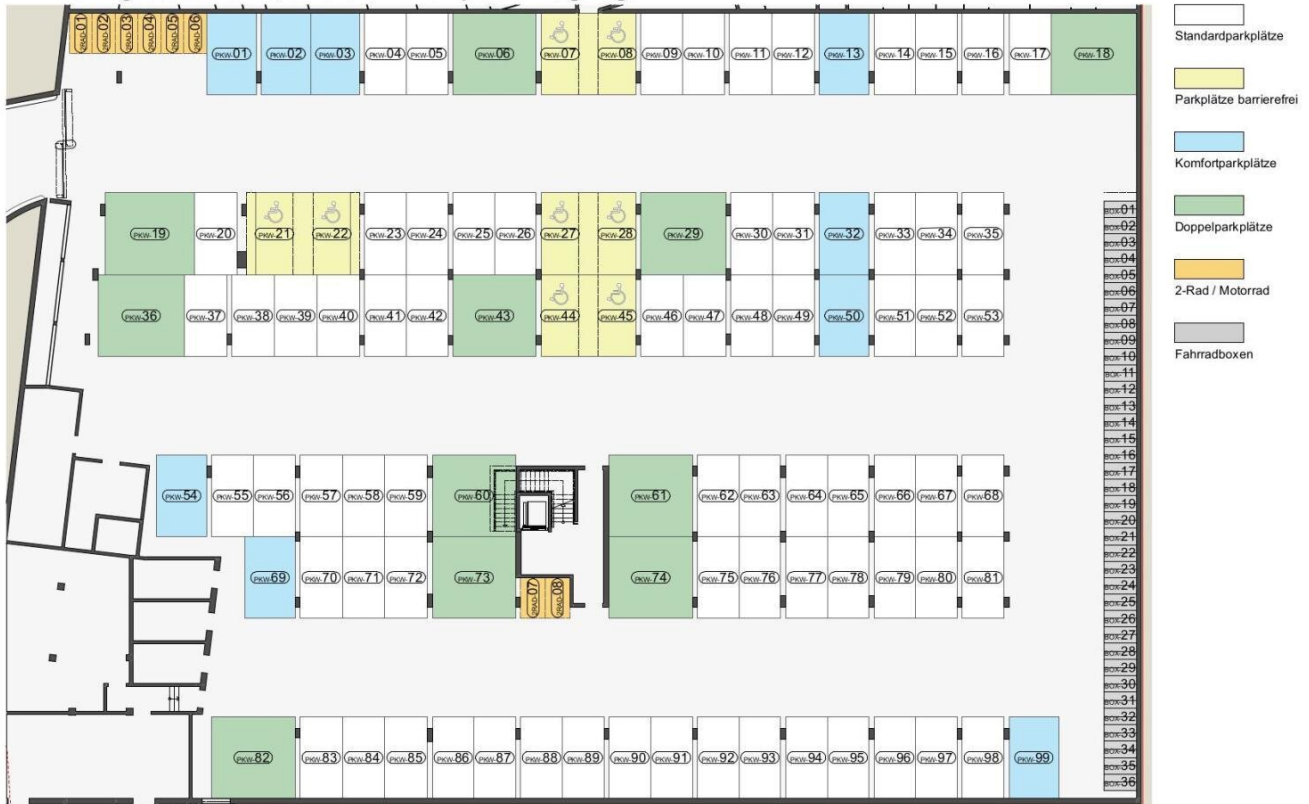 2RAD-01 2RAD-02 2RAD-03 2RAD-04 2RAD-05 2RAD-06
PKW-01 PKW-02 PKW-03 PKW-04 PKW-05 PKW-06 PKW-07 PKW-08 PKW-09 PKW-10 PKW-11 PKW-12 PKW-13 PKW-14 PKW-15 PKW-16 PKW-17 PKW-18
PKW-19 PKW-20 PKW-21 PKW-22 PKW-23 PKW-24 PKW-25 PKW-26 PKW-27 PKW-28 PKW-29 PKW-30 PKW-31 PKW-32 PKW-33 PKW-34 PKW-35
PKW-36 PKW-37 PKW-38 PKW-39 PKW-40 PKW-41 PKW-42 PKW-43 PKW-44 PKW-45 PKW-46 PKW-47 PKW-48 PKW-49 PKW-50 PKW-51 PKW-52 PKW-53
PKW-54 PKW-55 PKW-56 PKW-57 PKW-58 PKW-59 PKW-60 PKW-61 PKW-62 PKW-63 PKW-64 PKW-65 PKW-66 PKW-67 PKW-68
PKW-69 PKW-70 PKW-71 PKW-72 PKW-73 2RAD-07 2RAD-08 PKW-74 PKW-75 PKW-76 PKW-77 PKW-78 PKW-79 PKW-80 PKW-81
PKW-82 PKW-83 PKW-84 PKW-85 PKW-86 PKW-87 PKW-88 PKW-89 PKW-90 PKW-91 PKW-92 PKW-93 PKW-94 PKW-95 PKW-96 PKW-97 PKW-98 PKW-99
BOX-01
BOX-02
BOX-03
BOX-04
BOX-05
BOX-06
BOX-07
BOX-08
BOX-09
BOX-10
BOX-11
BOX-12
BOX-13
BOX-14
BOX-15
BOX-16
BOX-17
BOX-18
BOX-19
BOX-20
BOX-21
BOX-22
BOX-23
BOX-24
BOX-25
BOX-26
BOX-27
BOX-28
BOX-29
BOX-30
BOX-31
BOX-32
BOX-33
BOX-34
BOX-35
BOX-36
Standardparkplätze
Parkplätze barrierefrei
Komfortparkplätze
Doppelparkplätze
2-Rad / Motorrad
Fahrradboxen